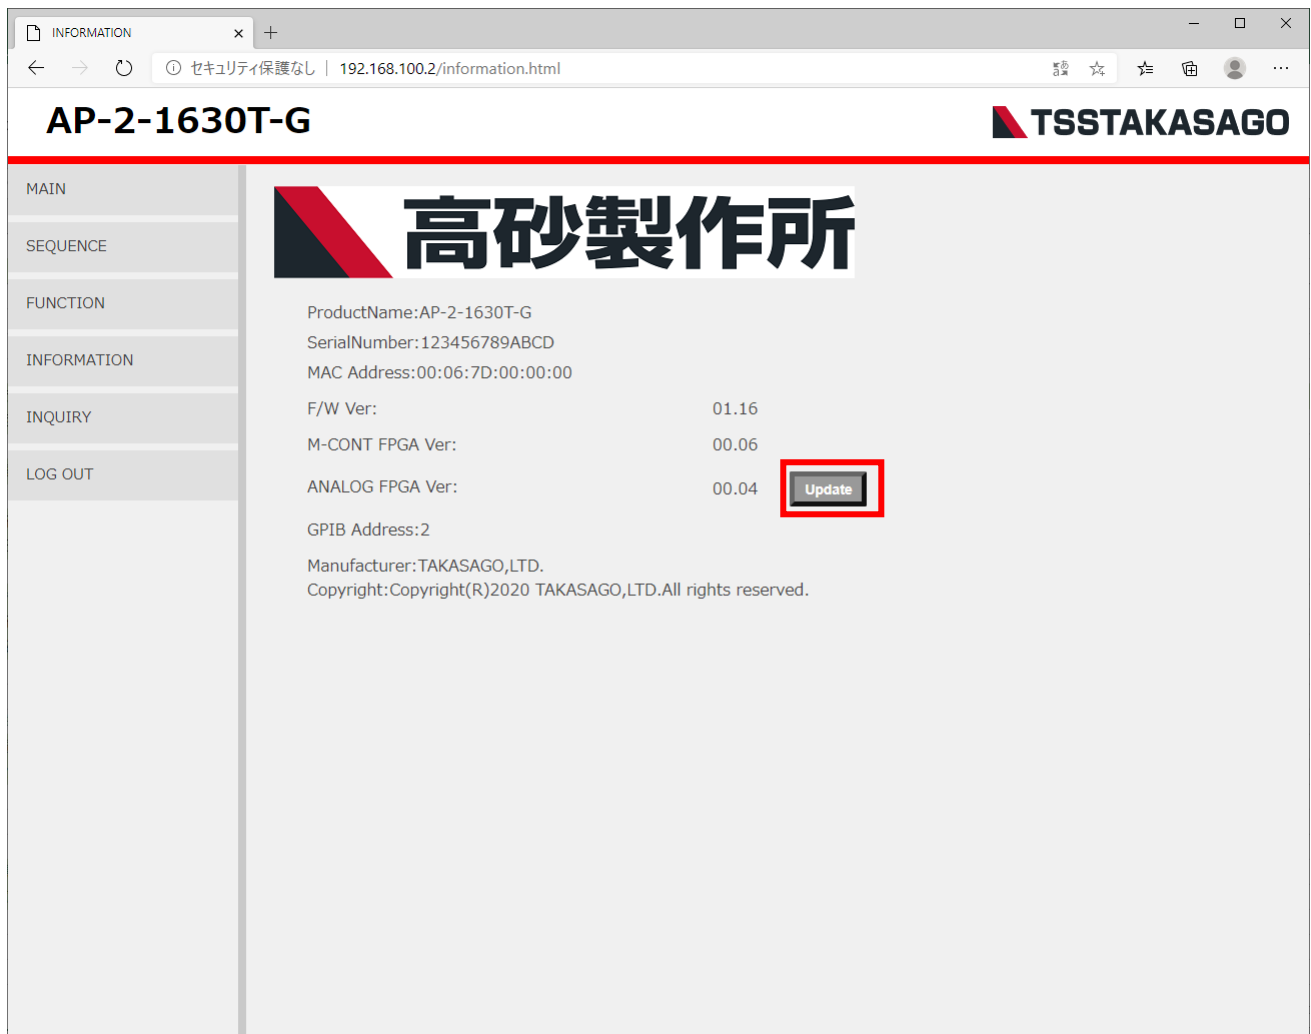 INFORMATION
セキュリティ保護なし | 192.168.100.2/information.html
AP-2-1630T-G
TSSTAKASAGO
MAIN
SEQUENCE
FUNCTION
INFORMATION
INQUIRY
LOG OUT
高砂製作所
ProductName:AP-2-1630T-G
SerialNumber:123456789ABCD
MAC Address:00:06:7D:00:00:00
F/W Ver: 01.16
M-CONT FPGA Ver: 00.06
ANALOG FPGA Ver: 00.04 Update
GPIB Address:2
Manufacturer:TAKASAGO,LTD.
Copyright:Copyright(R)2020 TAKASAGO,LTD.All rights reserved.